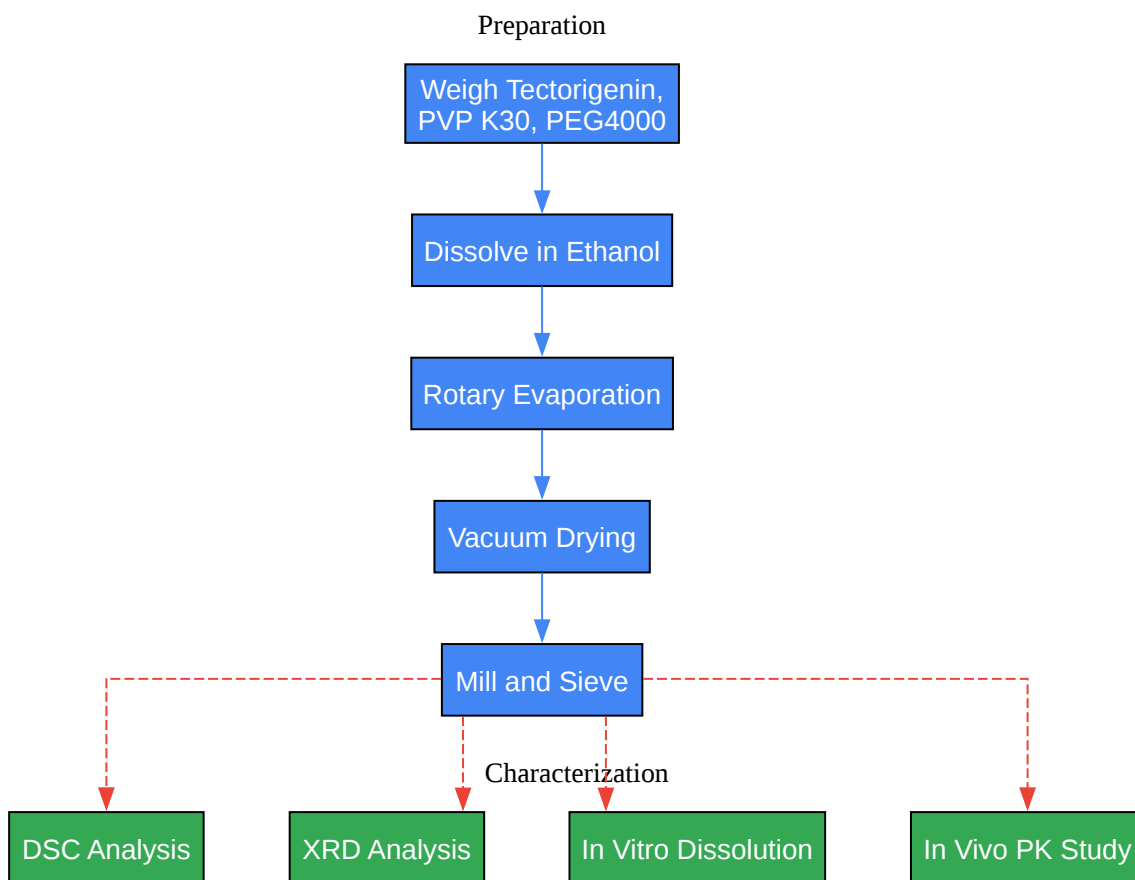 Preparation
Weigh Tectorigenin,
PVP K30, PEG4000
Dissolve in Ethanol
Rotary Evaporation
Vacuum Drying
Mill and Sieve
Characterization
DSC Analysis
XRD Analysis
In Vitro Dissolution
In Vivo PK Study